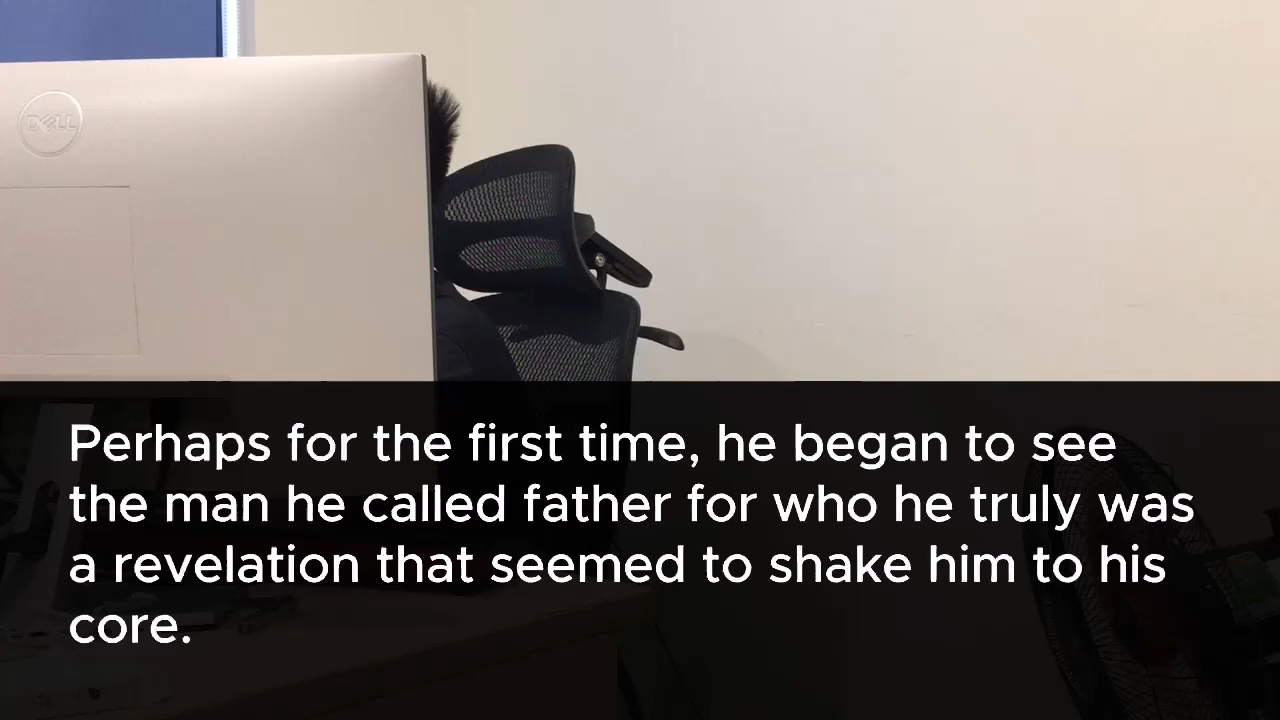 DELL
Perhaps for the first time, he began to see
the man he called father for who he truly was
a revelation that seemed to shake him to his
core.